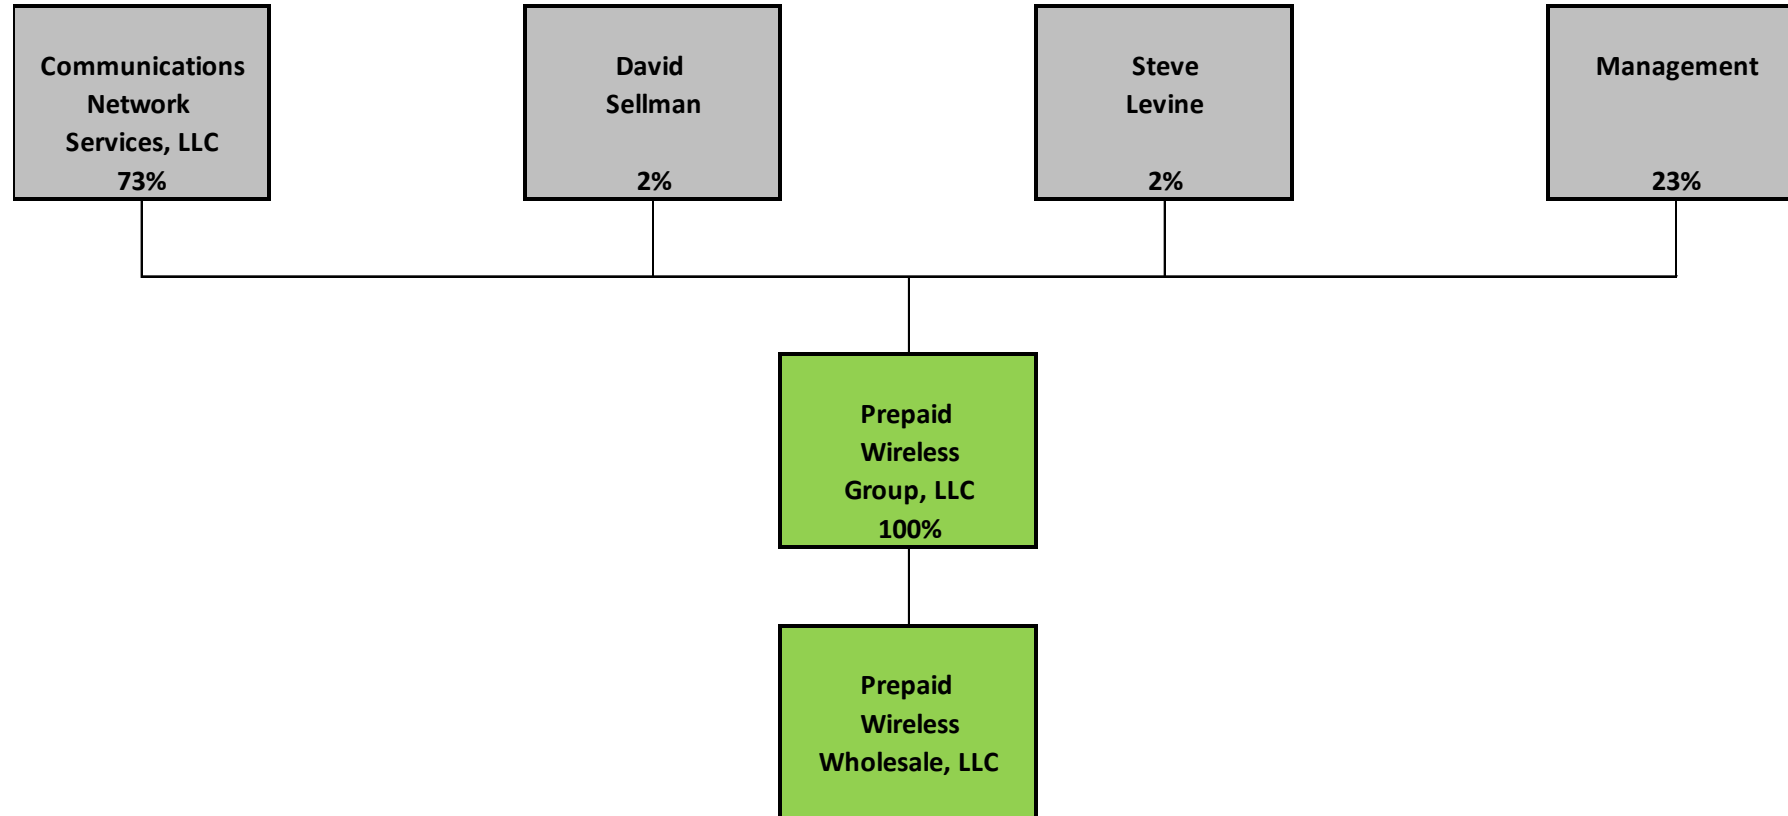 Communications
Network
Services, LLC
73%
David
Sellman
2%
Steve
Levine
2%
Management
23%
Prepaid
Wireless
Group, LLC
100%
Prepaid
Wireless
Wholesale, LLC